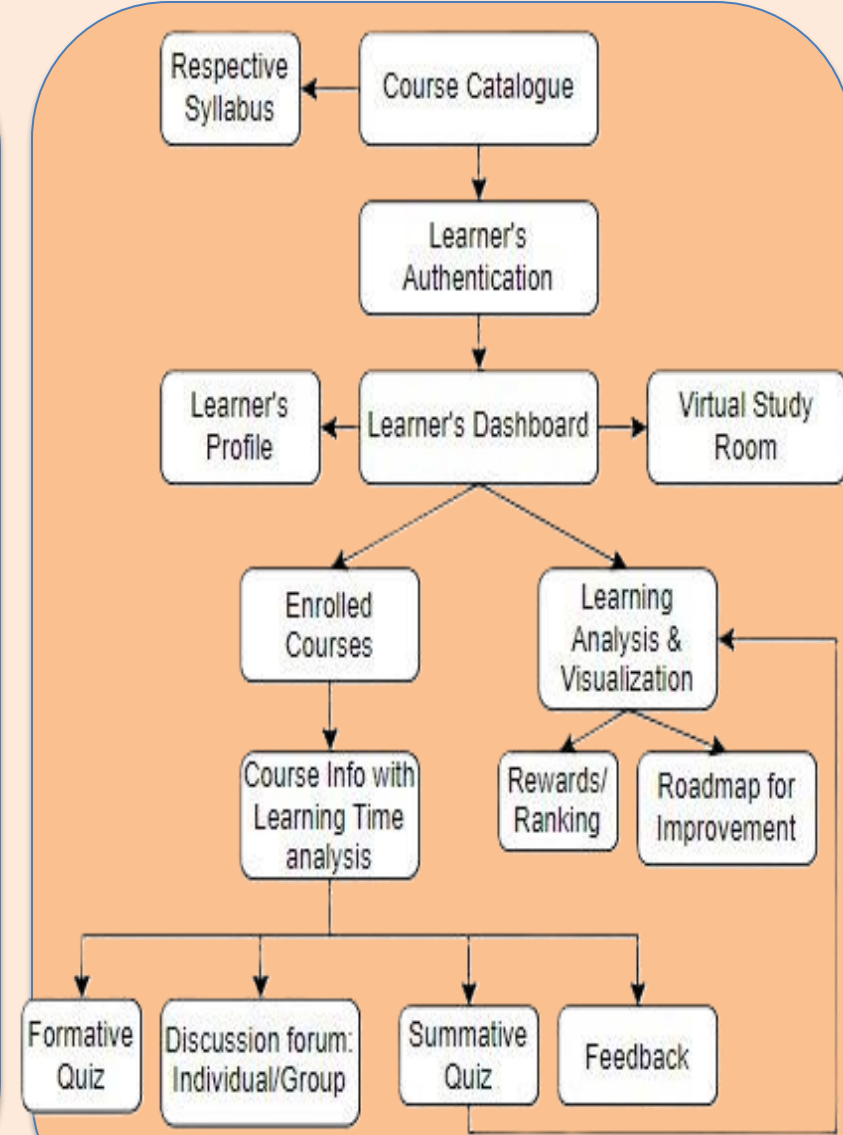 Respective
Syllabus
Course Catalogue
Learner's
Authentication
Learner's
Profile
Learner's Dashboard
Virtual Study
Room
Enrolled
Courses
Learning
Analysis &
Visualization
Course Info with
Learning Time
analysis
Rewards/
Ranking
Roadmap for
Improvement
Formative
Quiz
Discussion forum:
Individual/Group
Summative
Quiz
Feedback